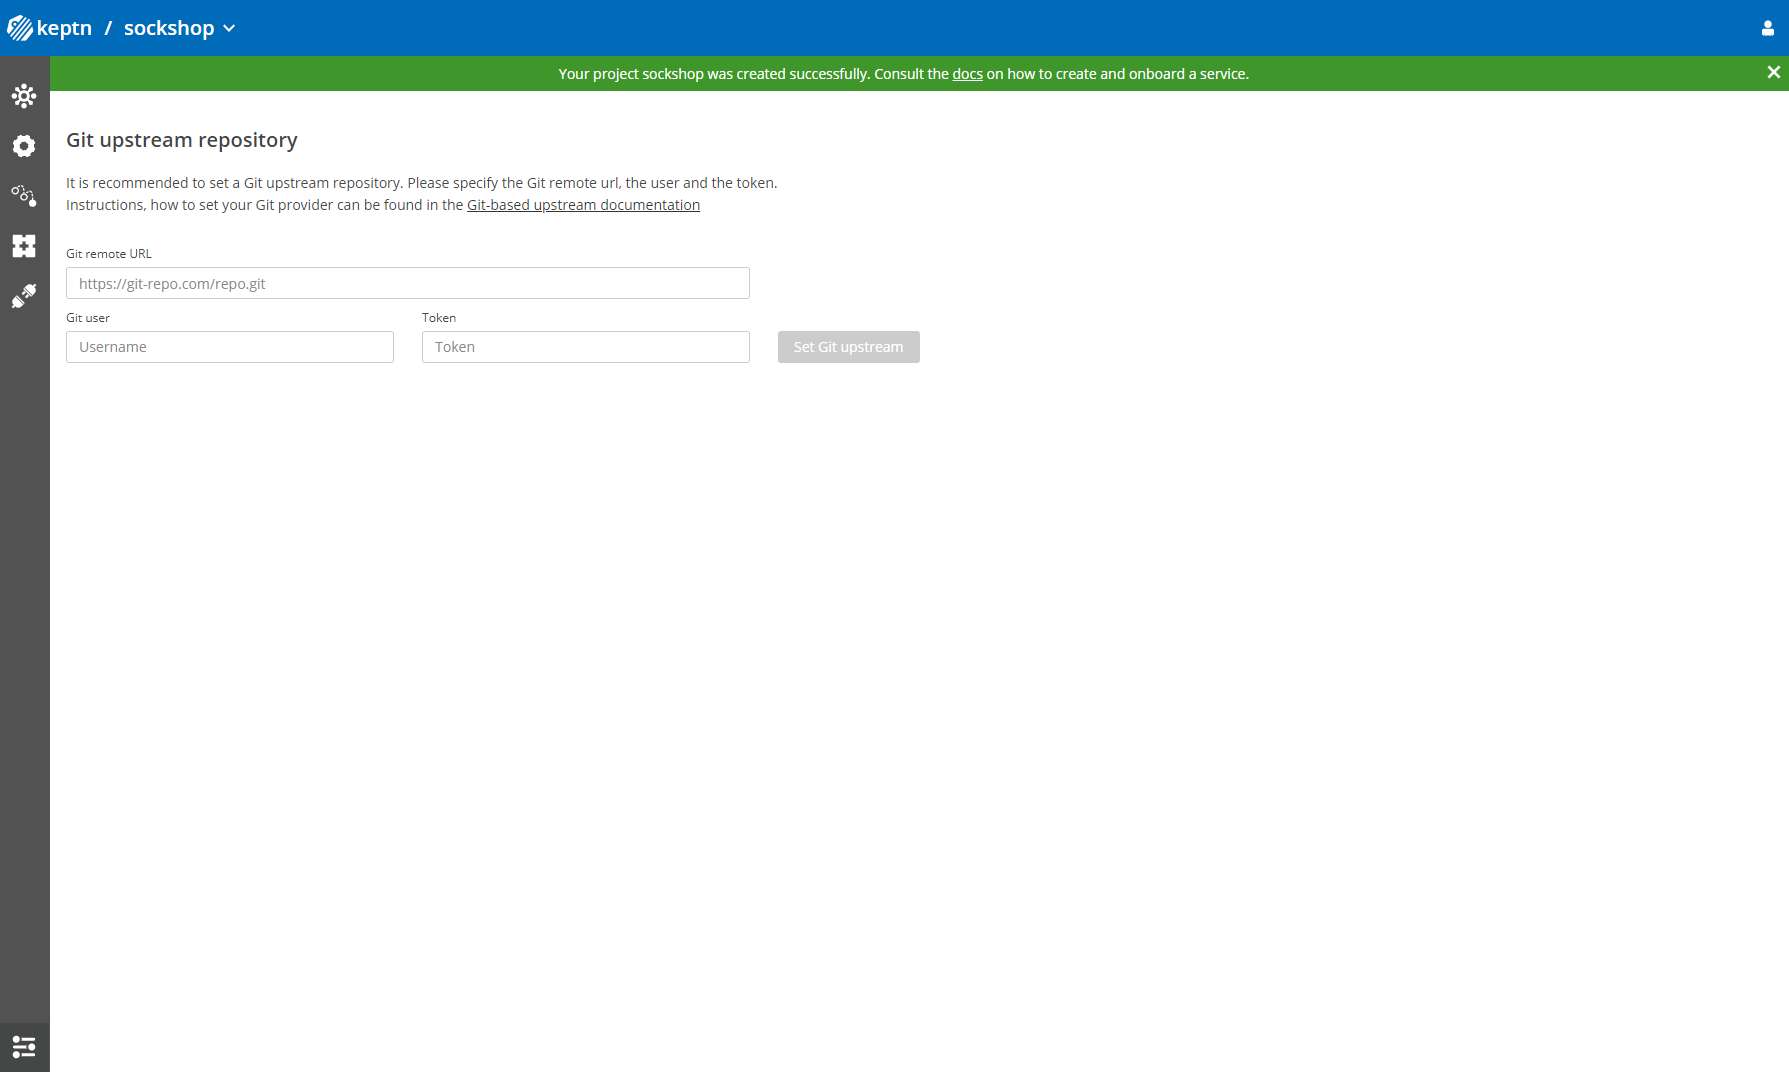 keptn / sockshop
Your project sockshop was created successfully. Consult the docs on how to create and onboard a service.
Git upstream repository
It is recommended to set a Git upstream repository. Please specify the Git remote url, the user and the token.
Instructions, how to set your Git provider can be found in the Git-based upstream documentation
Git remote URL
https://git-repo.com/repo.git
Git user
Token
Username
Token
Set Git upstream